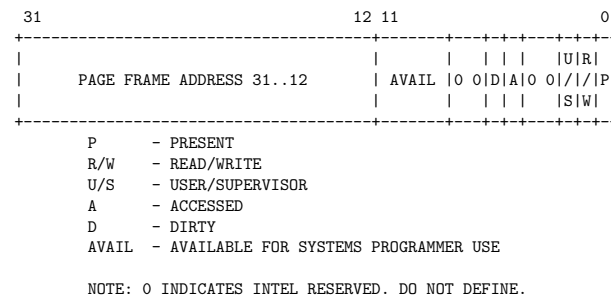 31                                  12 11                  0
+-----------------------------------+-------+---+-+-+---+-+-+-
|                                   |       |   | | |   |U|R|
|      PAGE FRAME ADDRESS 31..12    | AVAIL |0 0|D|A|0 0|/|/|P
|                                   |       |   | | |   |S|W|
+-----------------------------------+-------+---+-+-+---+-+-+-
P      - PRESENT
R/W    - READ/WRITE
U/S    - USER/SUPERVISOR
A      - ACCESSED
D      - DIRTY
AVAIL  - AVAILABLE FOR SYSTEMS PROGRAMMER USE
NOTE: 0 INDICATES INTEL RESERVED. DO NOT DEFINE.